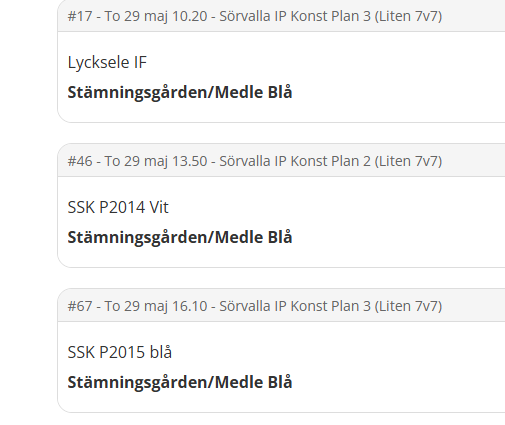 #17 - To 29 maj 10.20 - Sörvalla IP Konst Plan 3 (Liten 7v7)
Lycksele IF
Stämningsgården/Medle Blå
#46 - To 29 maj 13.50 - Sörvalla IP Konst Plan 2 (Liten 7v7)
SSK P2014 Vit
Stämningsgården/Medle Blå
#67 - To 29 maj 16.10 - Sörvalla IP Konst Plan 3 (Liten 7v7)
SSK P2015 blå
Stämningsgården/Medle Blå